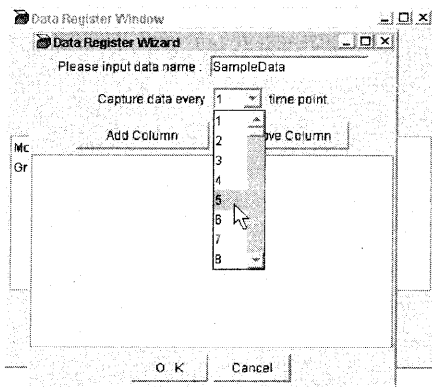 Data Register Window
Data Register Wizard
Please input data name : SampleData
Capture data every 1 time point.
Add Column ove Column
1
2
3
4
5
6
7
8
Mo
Gr
O K Cancel